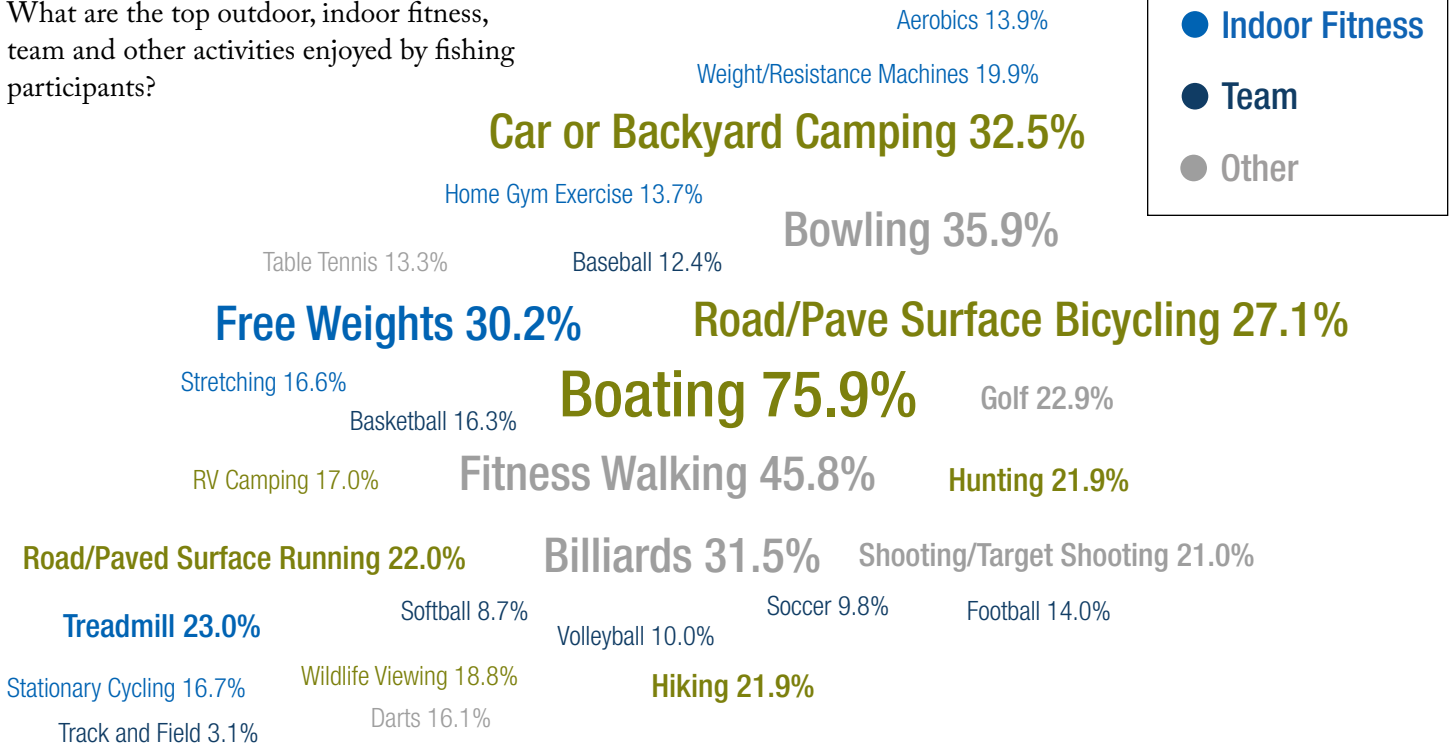 What are the top outdoor, indoor fitness,
team and other activities enjoyed by fishing
participants?
Aerobics 13.9%
Indoor Fitness
Weight/Resistance Machines 19.9%
Team
Car or Backyard Camping 32.5%
Other
Home Gym Exercise 13.7%
Bowling 35.9%
Table Tennis 13.3%
Baseball 12.4%
Free Weights 30.2%
Road/Pave Surface Bicycling 27.1%
Stretching 16.6%
Boating 75.9%
Golf 22.9%
Basketball 16.3%
RV Camping 17.0%
Fitness Walking 45.8%
Hunting 21.9%
Road/Paved Surface Running 22.0%
Billiards 31.5%
Shooting/Target Shooting 21.0%
Treadmill 23.0%
Softball 8.7%
Volleyball 10.0%
Soccer 9.8%
Football 14.0%
Stationary Cycling 16.7%
Wildlife Viewing 18.8%
Hiking 21.9%
Track and Field 3.1%
Darts 16.1%